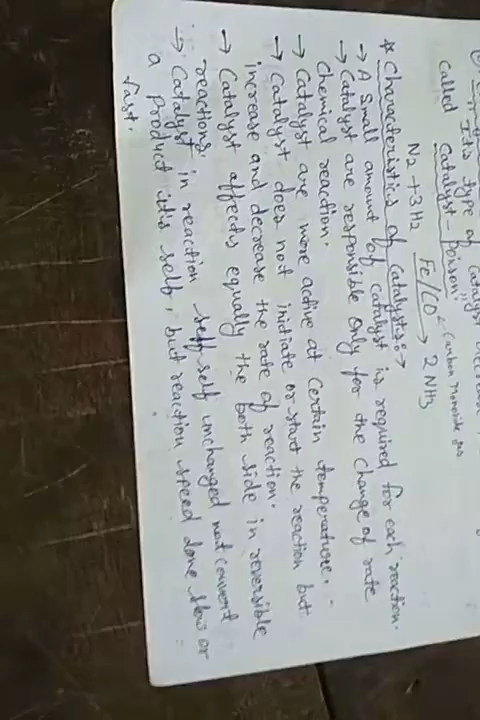 It's type of Catalyst
called Catalyst-Poison:
N2 + 3H2 Fe/CO → 2NH3
Carbon monoxide gas
* Characteristics of Catalysts:→
→ A small amount of catalyst is required for each reaction.
→ Catalyst are responsible only for the change of rate
chemical reaction.
→ Catalyst are more active at certain temperature.
→ Catalyst does not initiate or start the reaction but
increase and decrease the rate of reaction.
→ Catalyst affects equally the both side in reversible
reactions.
→ Catalyst in reaction self unchanged not convert
a product it's self, but reaction speed done slow or
fast.